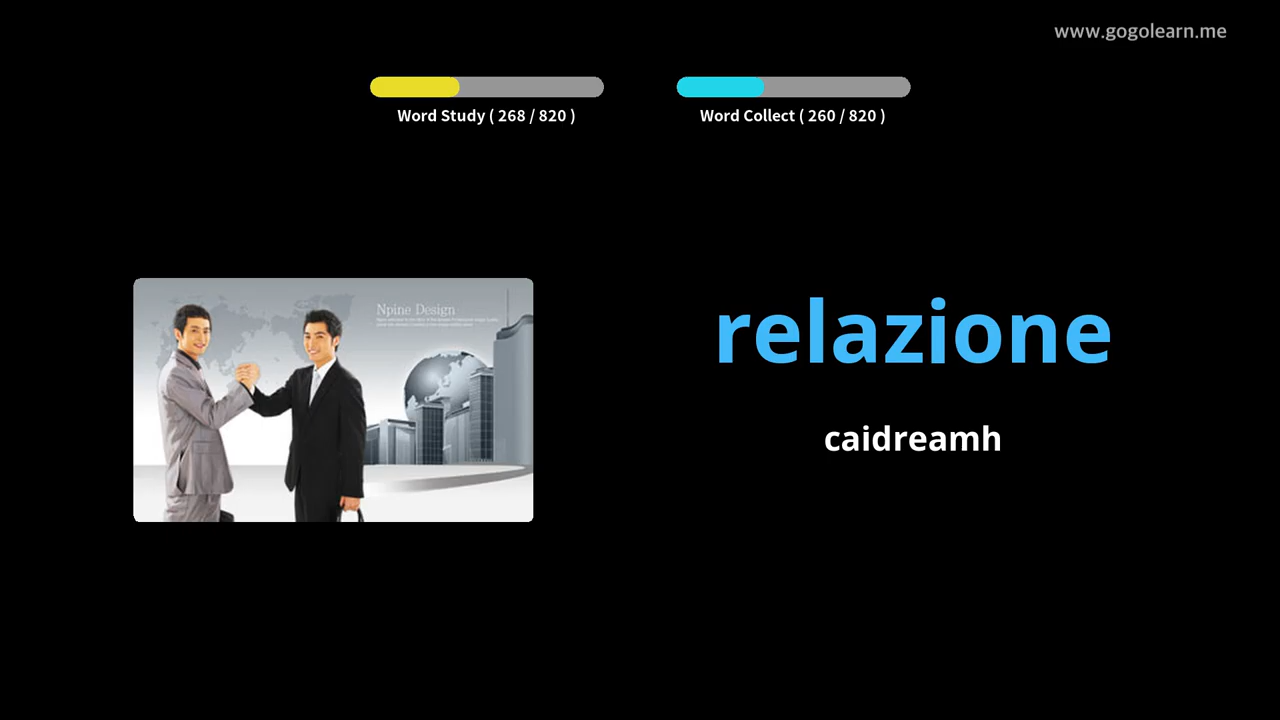 www.gogolearn.me
Word Study ( 268 / 820 )
Word Collect ( 260 / 820 )
Npine Design
relazione
caidreamh